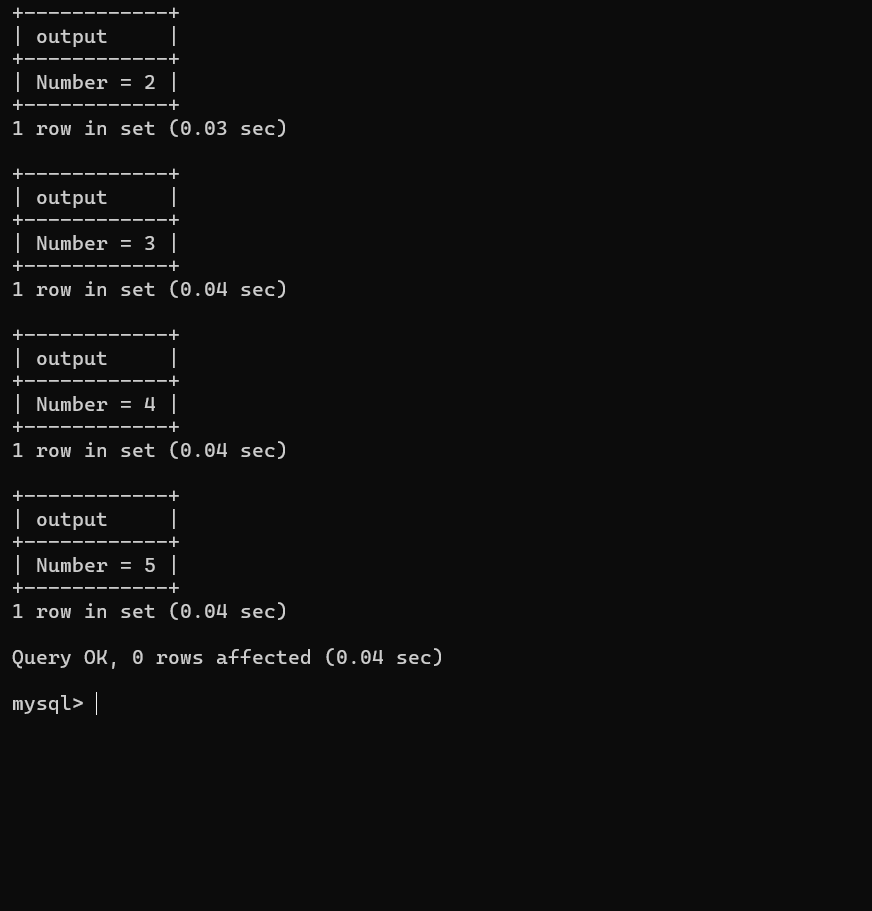 +------------+
| output     |
+------------+
| Number = 2 |
+------------+
1 row in set (0.03 sec)

+------------+
| output     |
+------------+
| Number = 3 |
+------------+
1 row in set (0.04 sec)

+------------+
| output     |
+------------+
| Number = 4 |
+------------+
1 row in set (0.04 sec)

+------------+
| output     |
+------------+
| Number = 5 |
+------------+
1 row in set (0.04 sec)

Query OK, 0 rows affected (0.04 sec)

mysql>